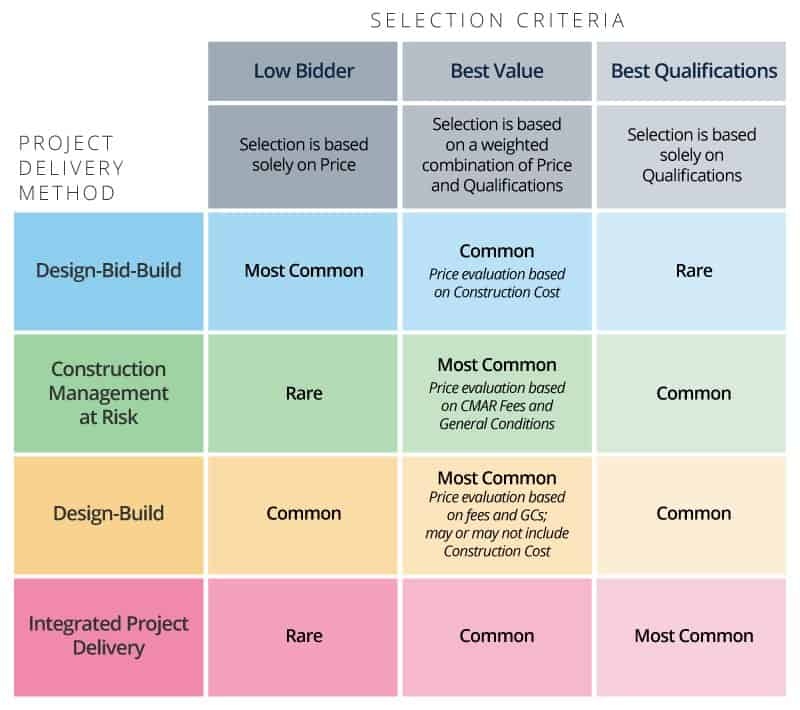 SELECTION CRITERIA
Low Bidder
Best Value
Best Qualifications
PROJECT
DELIVERY
METHOD
Selection is based
solely on Price
Selection is based
on a weighted
combination of Price
and Qualifications
Selection is based
solely on
Qualifications
Design-Bid-Build
Most Common
Common
Price evaluation based
on Construction Cost
Rare
Construction
Management
at Risk
Rare
Most Common
Price evaluation based
on CMAR Fees and
General Conditions
Common
Design-Build
Common
Most Common
Price evaluation based
on fees and GCs;
may or may not include
Construction Cost
Common
Integrated Project
Delivery
Rare
Common
Most Common